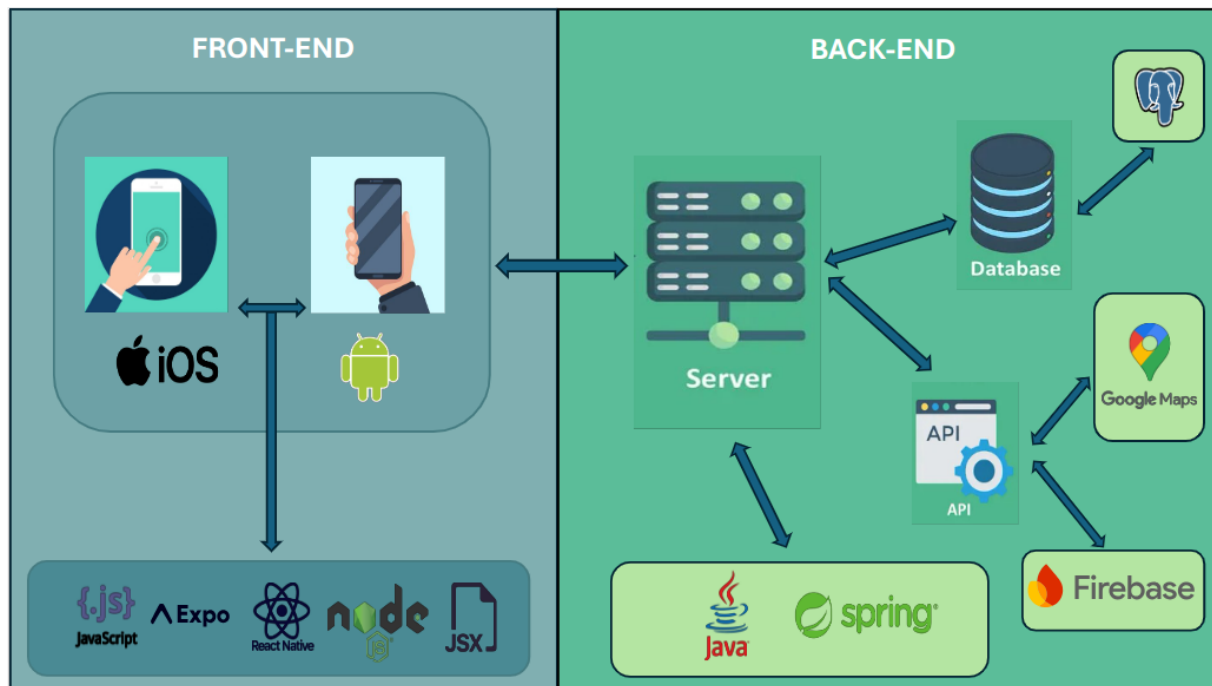 FRONT-END
BACK-END
iOS
Server
Database
API
API
Google Maps
Firebase
{.js}
JavaScript
Expo
React Native
node
JS
JSX
Java
spring